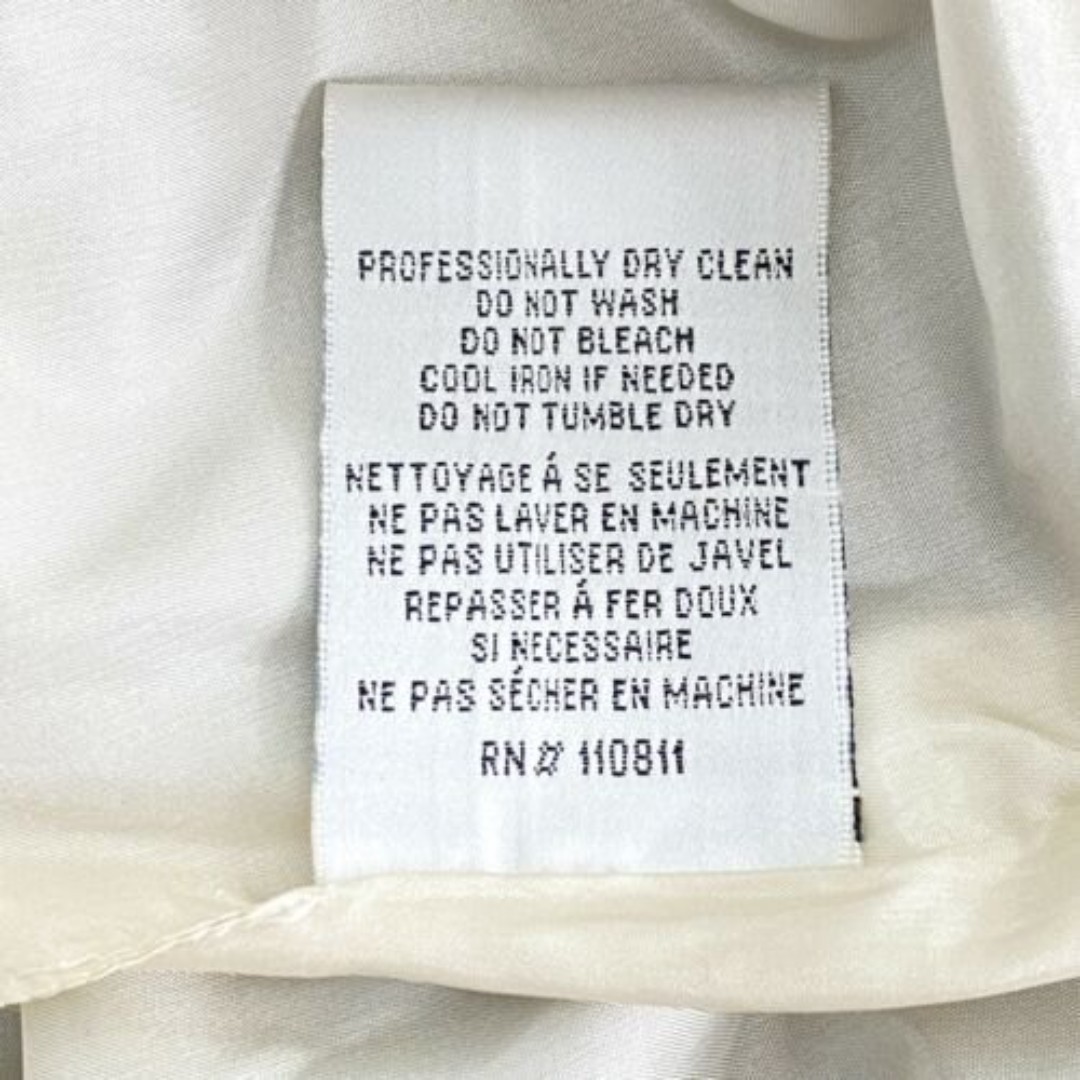 PROFESSIONALLY DRY CLEAN
DO NOT WASH
DO NOT BLEACH
COOL IRON IF NEEDED
DO NOT TUMBLE DRY
NETTOYAGE Á SE SEULEMENT
NE PAS LAVER EN MACHINE
NE PAS UTILISER DE JAVEL
REPASSER Á FER DOUX
SI NECESSAIRE
NE PAS SÉCHER EN MACHINE
RN # 110811